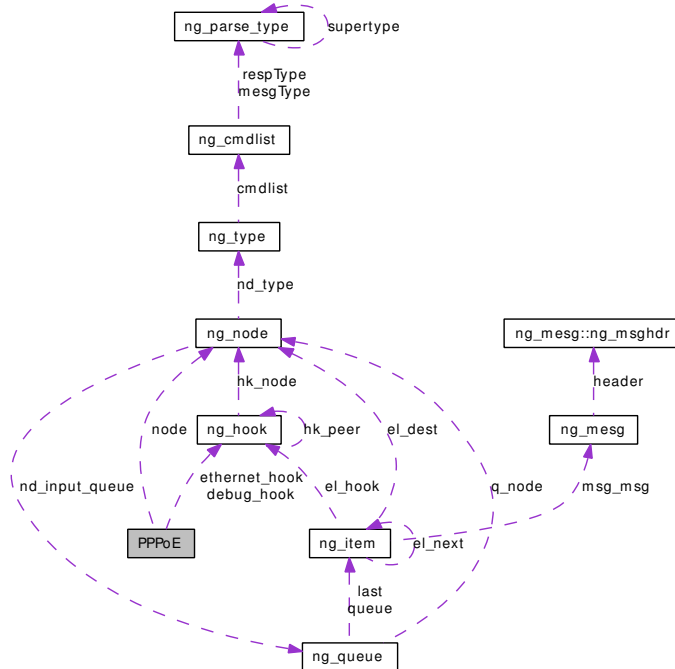 ng_parse_type
supertype
respType
mesgType
ng_cmdlist
cmdlist
ng_type
nd_type
ng_node
ng_mesg::ng_msghdr
hk_node
header
node
ng_hook
hk_peer
el_dest
ng_mesg
nd_input_queue
ethernet_hook
debug_hook
el_hook
q_node
msg_msg
PPPoE
ng_item
el_next
last
queue
ng_queue